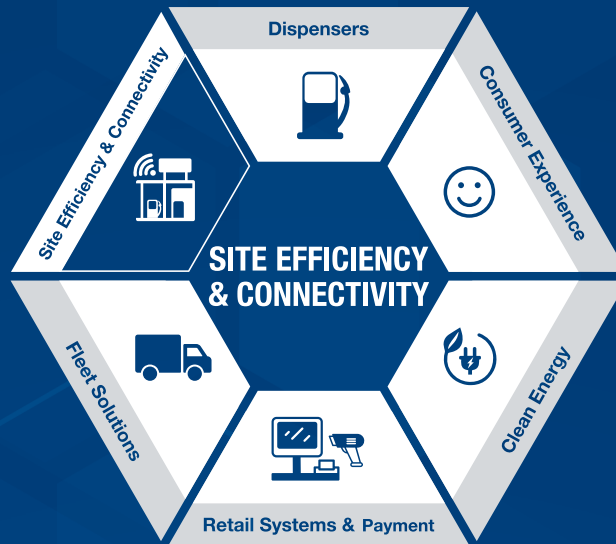 Dispensers
Site Efficiency & Connectivity
Consumer Experience
SITE EFFICIENCY
& CONNECTIVITY
Fleet Solutions
Clean Energy
Retail Systems & Payment